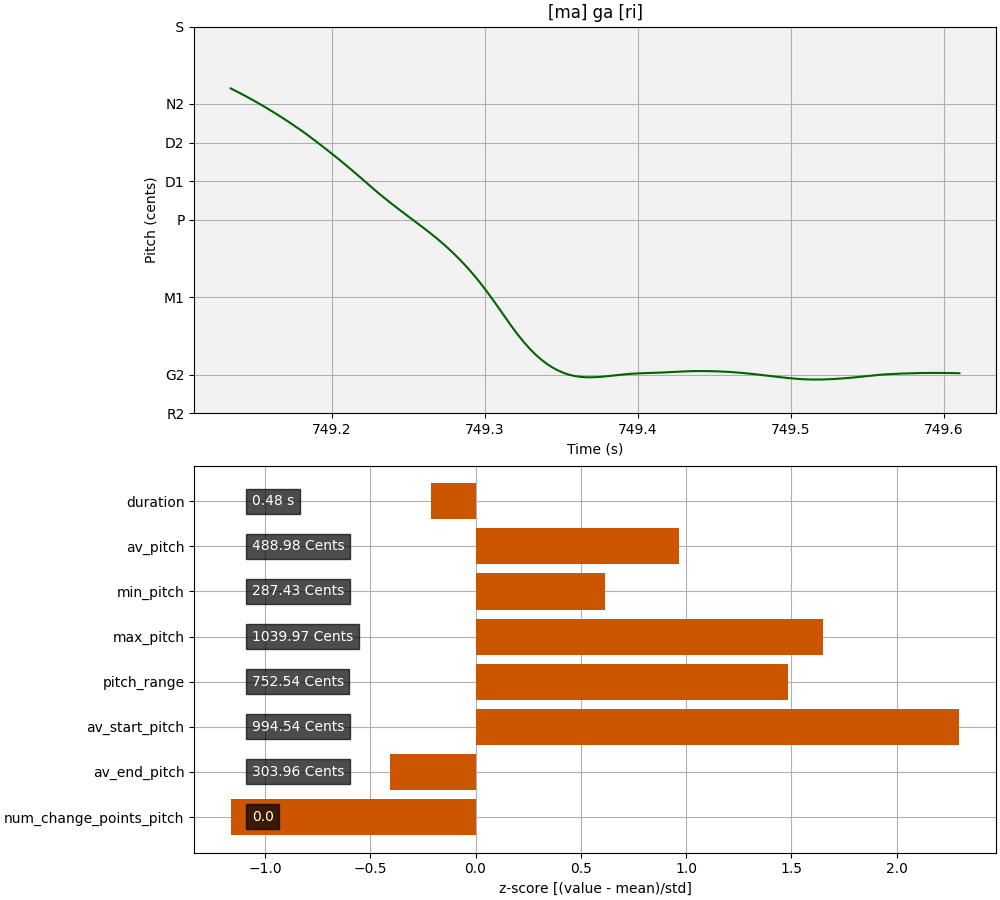 [ma] ga [ri]
S
N2
D2
D1
P
M1
G2
R2
Pitch (cents)
749.2 749.3 749.4 749.5 749.6
Time (s)
duration 0.48 s
av_pitch 488.98 Cents
min_pitch 287.43 Cents
max_pitch 1039.97 Cents
pitch_range 752.54 Cents
av_start_pitch 994.54 Cents
av_end_pitch 303.96 Cents
num_change_points_pitch 0.0
−1.0 −0.5 0.0 0.5 1.0 1.5 2.0
z-score [(value - mean)/std]